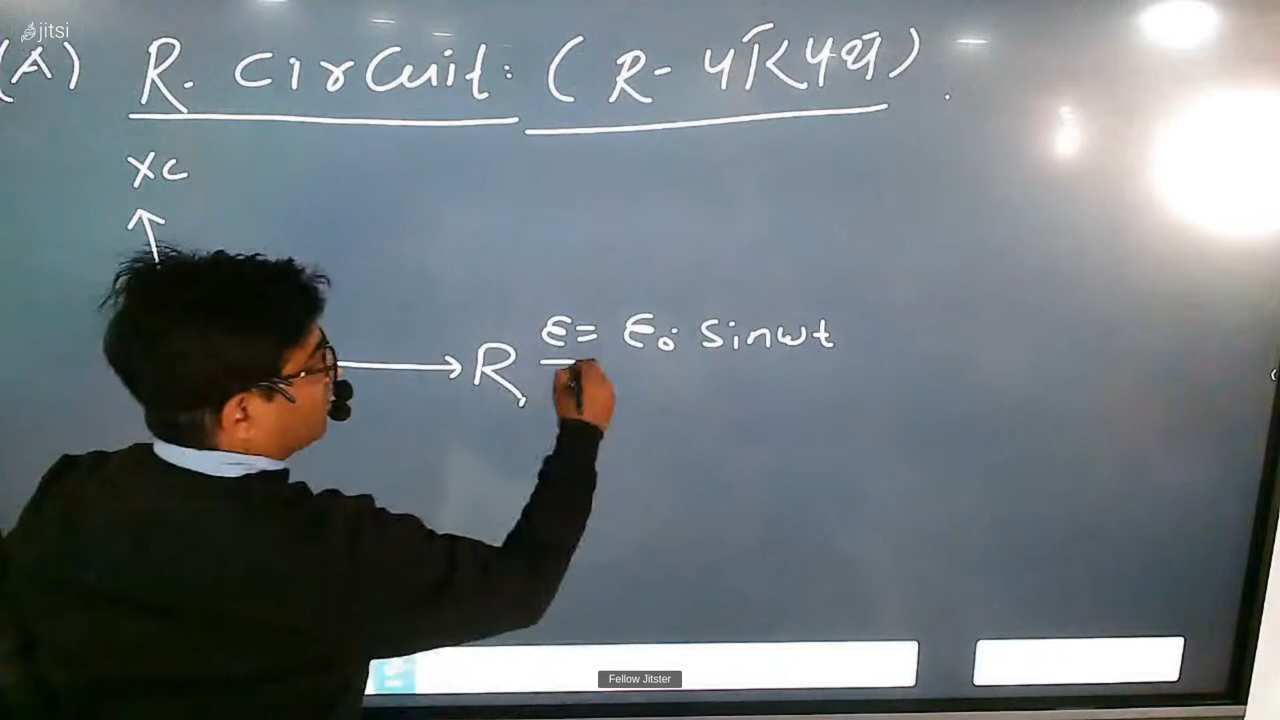 jitsi
(A) R. Circuit: (R- परिपथ)
Xc
R
ε = ε₀. Sinωt
Fellow Jitster